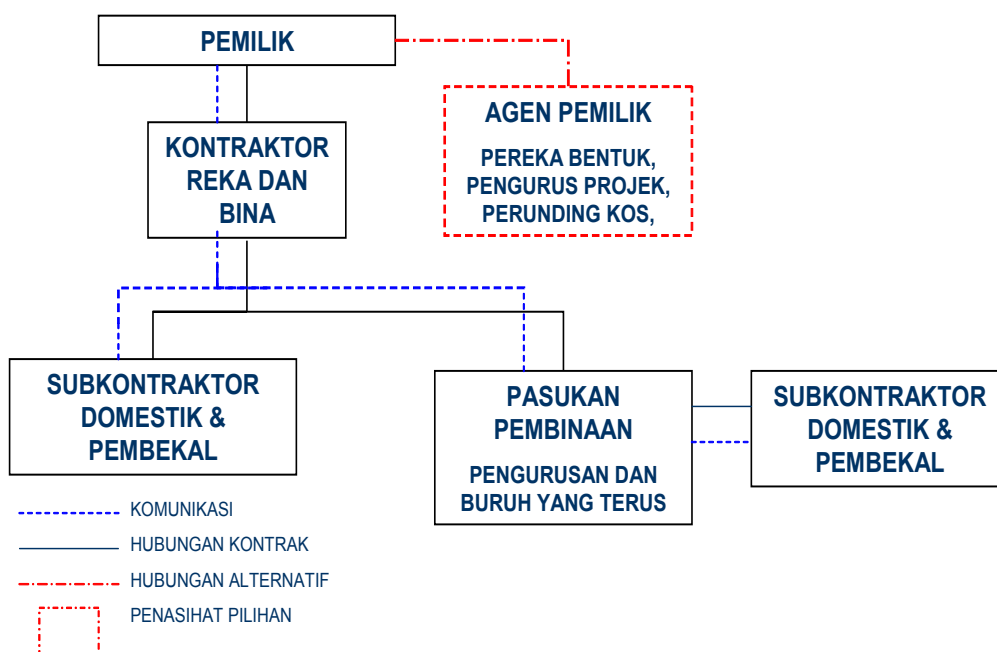 PEMILIK
AGEN PEMILIK
PEREKA BENTUK,
PENGURUS PROJEK,
PERUNDING KOS,
KONTRAKTOR
REKA DAN
BINA
SUBKONTRAKTOR
DOMESTIK &
PEMBEKAL
PASUKAN
PEMBINAAN
PENGURUSAN DAN
BURUH YANG TERUS
SUBKONTRAKTOR
DOMESTIK &
PEMBEKAL
KOMUNIKASI
HUBUNGAN KONTRAK
HUBUNGAN ALTERNATIF
PENASIHAT PILIHAN